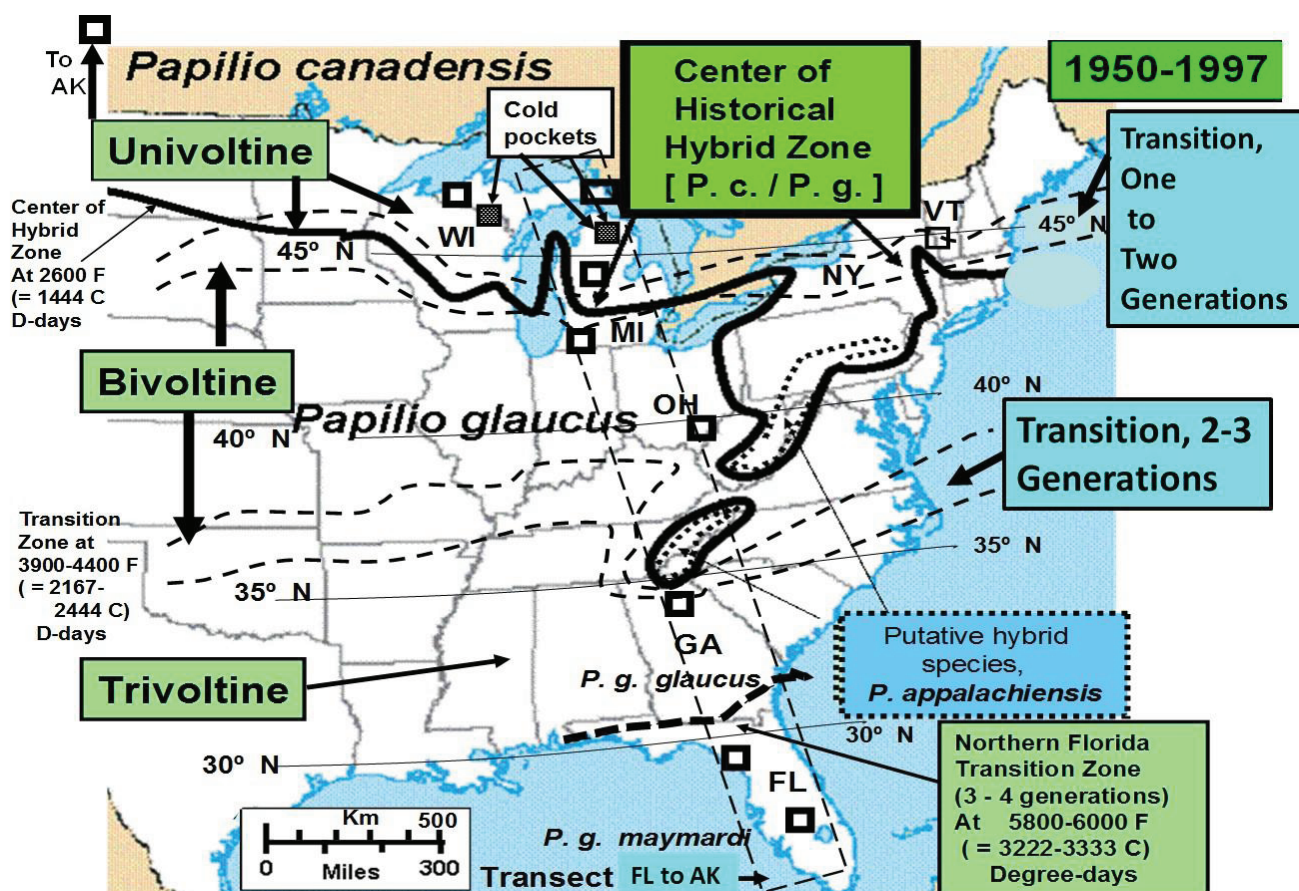 To
AK
Papilio canadensis
Cold
pockets
Center of
Historical
Hybrid Zone
[ P. c. / P. g. ]
1950-1997
Transition,
One
to
Two
Generations
Univoltine
Center of
Hybrid
Zone
At 2600 F
(= 1444 C
D-days
45º N
WI
MI
NY
VT
45º N
Bivoltine
Papilio glaucus
40º N
OH
40º N
Transition, 2-3
Generations
Transition
Zone at
3900-4400 F
( = 2167-
2444 C)
D-days
35º N
35º N
GA
P. g. glaucus
Putative hybrid
species,
P. appalachiensis
Trivoltine
30º N
30º N
Northern Florida
Transition Zone
(3 - 4 generations)
At 5800-6000 F
( = 3222-3333 C)
Degree-days
FL
P. g. maymardi
Transect FL to AK
Km 500
0 300
Miles